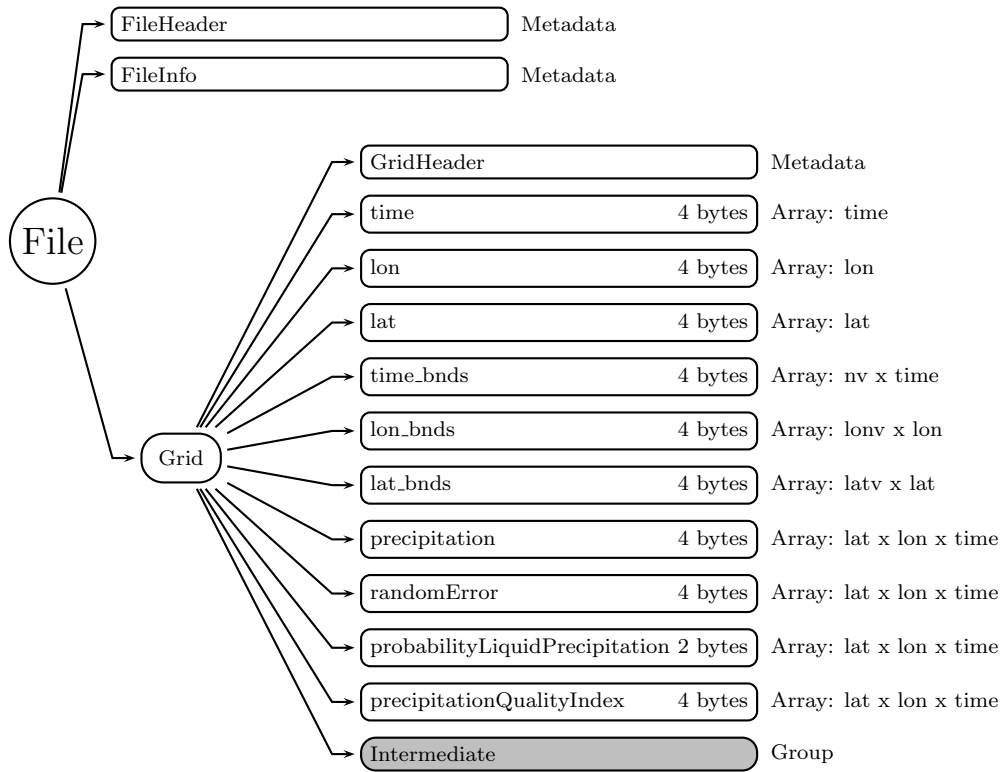 FileHeader Metadata
FileInfo Metadata
GridHeader Metadata
time 4 bytes Array: time
File
lon 4 bytes Array: lon
lat 4 bytes Array: lat
time_bnds 4 bytes Array: nv x time
lon_bnds 4 bytes Array: lonv x lon
Grid
lat_bnds 4 bytes Array: latv x lat
precipitation 4 bytes Array: lat x lon x time
randomError 4 bytes Array: lat x lon x time
probabilityLiquidPrecipitation 2 bytes Array: lat x lon x time
precipitationQualityIndex 4 bytes Array: lat x lon x time
Intermediate Group